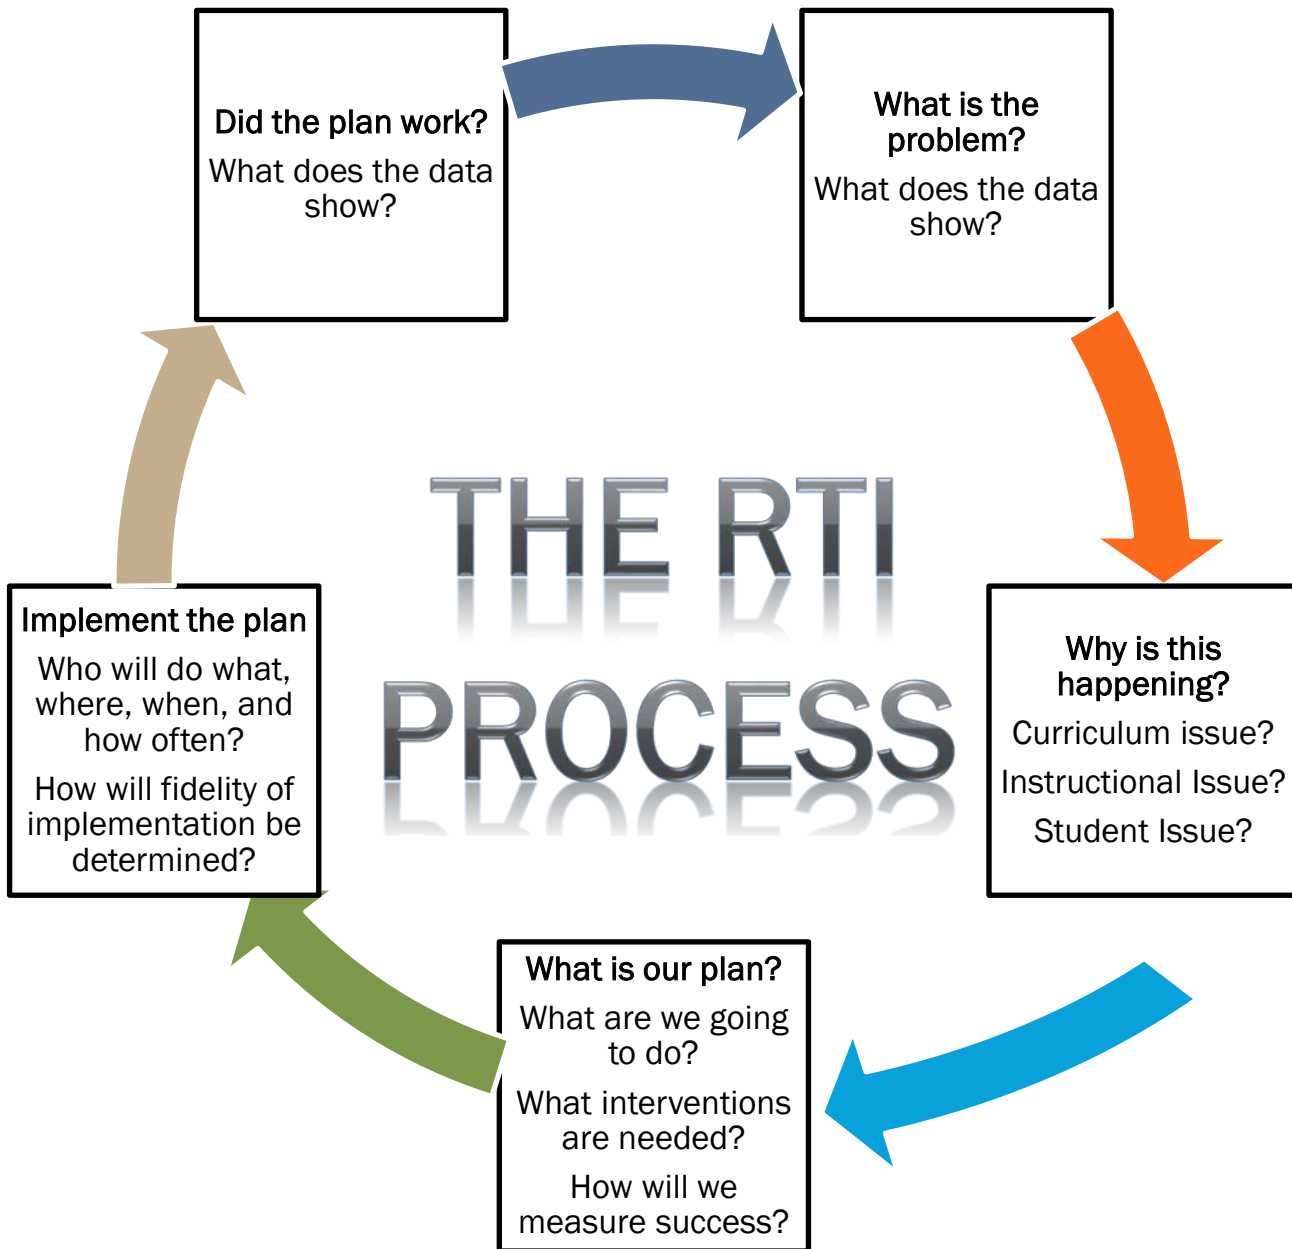 Did the plan work?
What does the data
show?
What is the
problem?
What does the data
show?
THE RTI
PROCESS
Why is this
happening?
Curriculum issue?
Instructional Issue?
Student Issue?
What is our plan?
What are we going
to do?
What interventions
are needed?
How will we
measure success?
Implement the plan
Who will do what,
where, when, and
how often?
How will fidelity of
implementation be
determined?